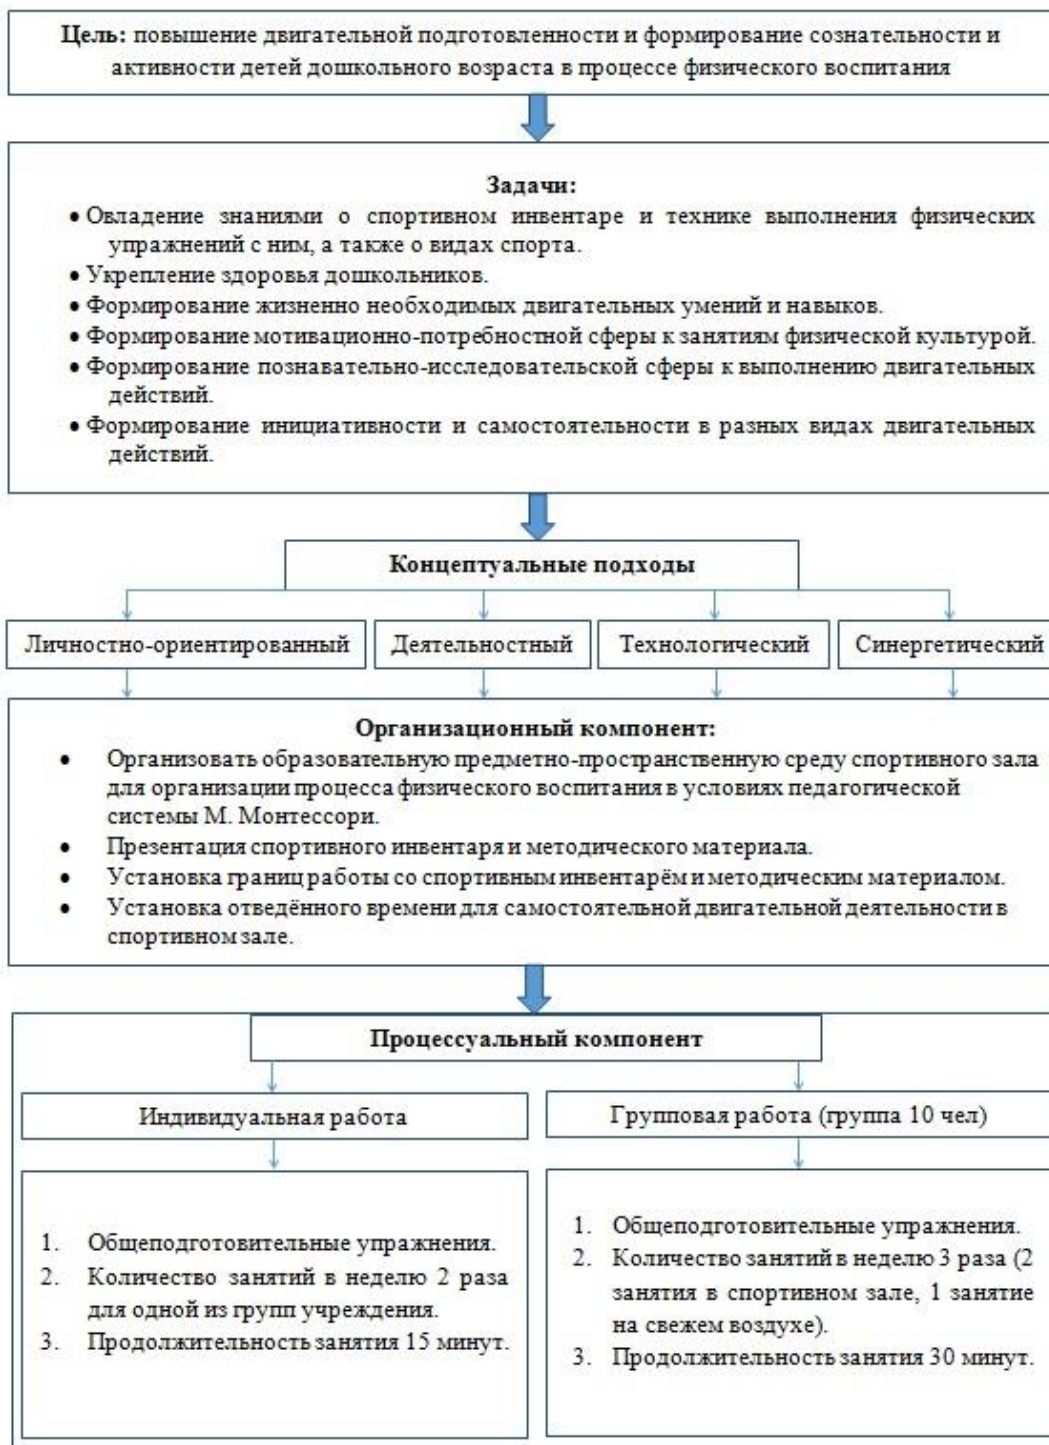 Цель: повышение двигательной подготовленности и формирование сознательности и
активности детей дошкольного возраста в процессе физического воспитания
Задачи:
• Овладение знаниями о спортивном инвентаре и технике выполнения физических
упражнений с ним, а также о видах спорта.
• Укрепление здоровья дошкольников.
• Формирование жизненно необходимых двигательных умений и навыков.
• Формирование мотивационно-потребностной сферы к занятиям физической культурой.
• Формирование познавательно-исследовательской сферы к выполнению двигательных
действий.
• Формирование инициативности и самостоятельности в разных видах двигательных
действий.
Концептуальные подходы
Личностно-ориентированный
Деятельностный
Технологический
Синергетический
Организационный компонент:
• Организовать образовательную предметно-пространственную среду спортивного зала
для организации процесса физического воспитания в условиях педагогической
системы М. Монтессори.
• Презентация спортивного инвентаря и методического материала.
• Установка границ работы со спортивным инвентарём и методическим материалом.
• Установка отведённого времени для самостоятельной двигательной деятельности в
спортивном зале.
Процессуальный компонент
Индивидуальная работа
1. Общеподготовительные упражнения.
2. Количество занятий в неделю 2 раза
для одной из групп учреждения.
3. Продолжительность занятия 15 минут.
Групповая работа (группа 10 чел)
1. Общеподготовительные упражнения.
2. Количество занятий в неделю 3 раза (2
занятия в спортивном зале, 1 занятие
на свежем воздухе).
3. Продолжительность занятия 30 минут.